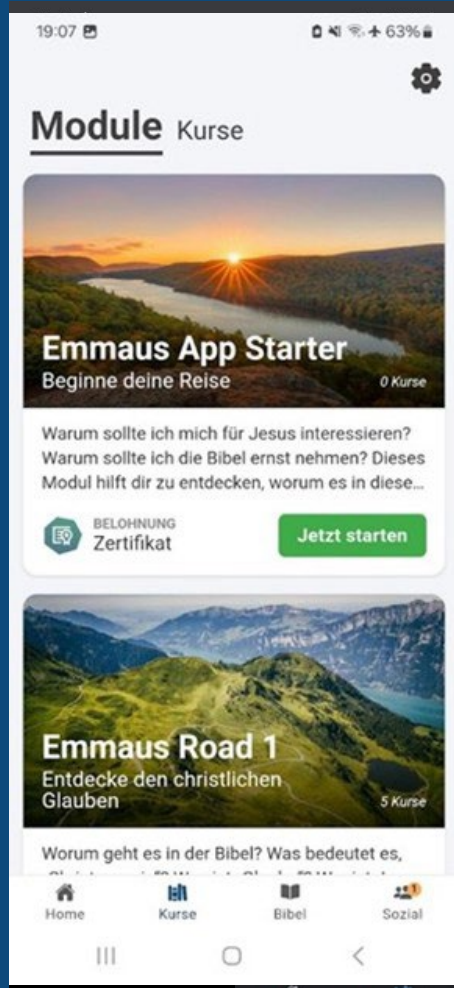 19:07 63%
Module Kurse
Emmaus App Starter
Beginne deine Reise 0 Kurse
Warum sollte ich mich für Jesus interessieren?
Warum sollte ich die Bibel ernst nehmen? Dieses
Modul hilft dir zu entdecken, worum es in diese...
BELOHNUNG
Zertifikat
Jetzt starten
Emmaus Road 1
Entdecke den christlichen
Glauben 5 Kurse
Worum geht es in der Bibel? Was bedeutet es,
1
Home Kurse Bibel Sozial